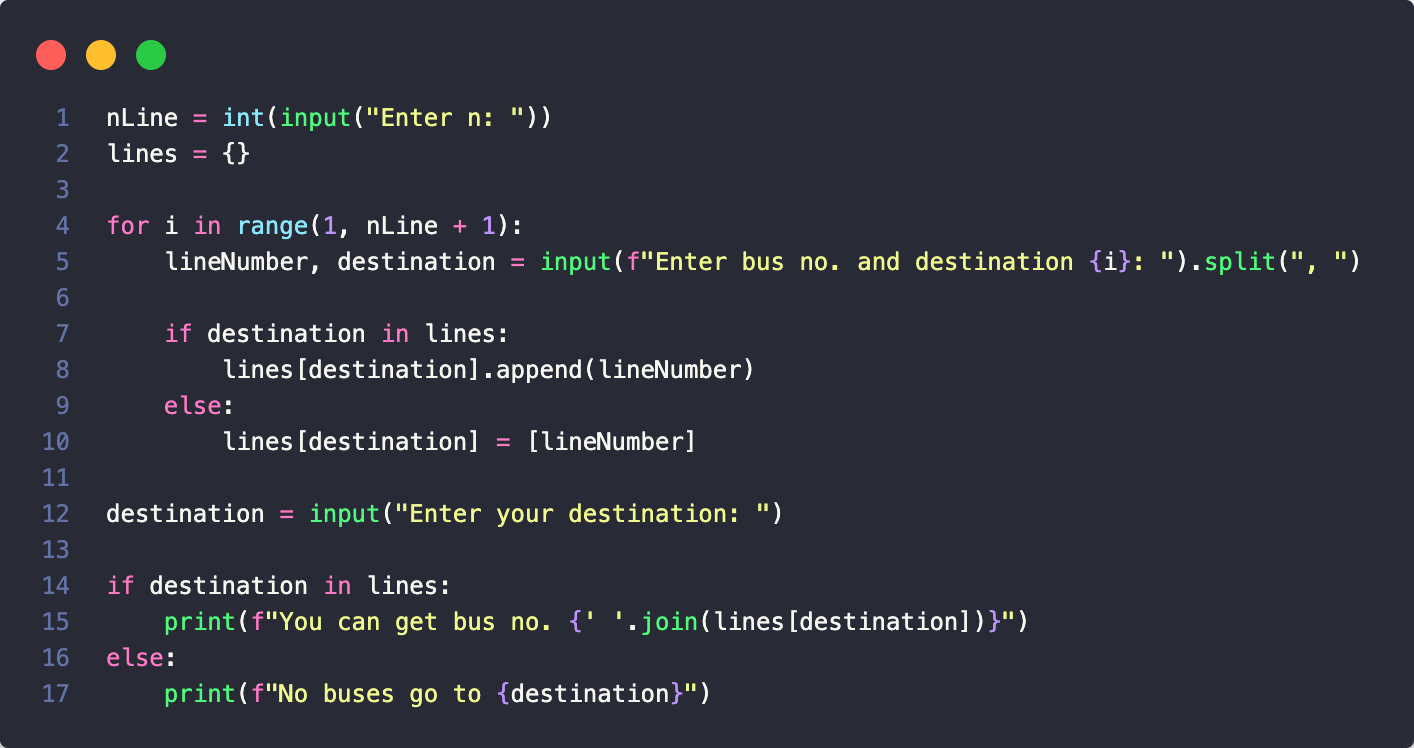 1 nLine = int(input("Enter n: "))
2 lines = {}
3
4 for i in range(1, nLine + 1):
5     lineNumber, destination = input(f"Enter bus no. and destination {i}: ").split(", ")
6
7     if destination in lines:
8         lines[destination].append(lineNumber)
9     else:
10         lines[destination] = [lineNumber]
11
12 destination = input("Enter your destination: ")
13
14 if destination in lines:
15     print(f"You can get bus no. {' '.join(lines[destination])}")
16 else:
17     print(f"No buses go to {destination}")